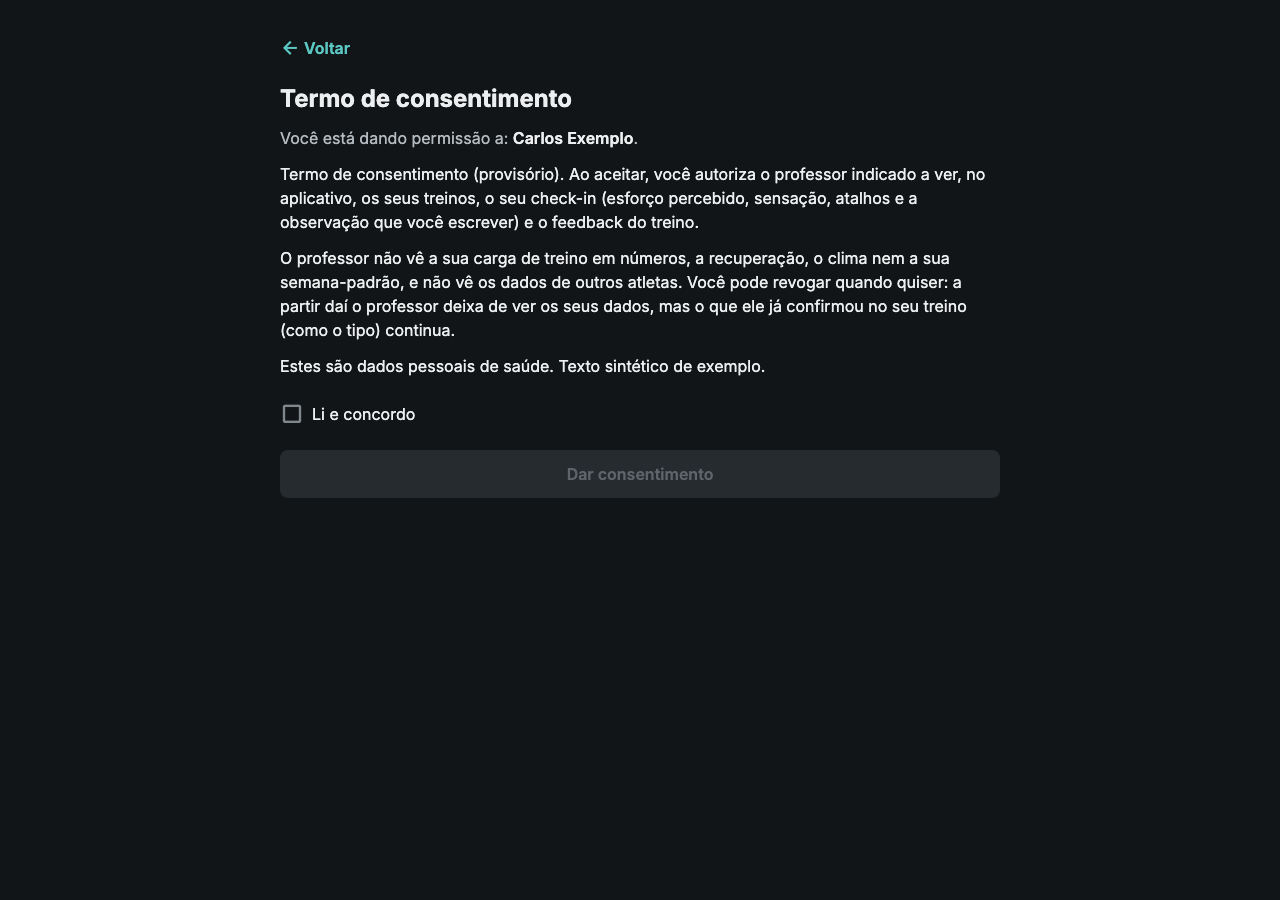 Voltar
Termo de consentimento
Você está dando permissão a: Carlos Exemplo.
Termo de consentimento (provisório). Ao aceitar, você autoriza o professor indicado a ver, no
aplicativo, os seus treinos, o seu check-in (esforço percebido, sensação, atalhos e a
observação que você escrever) e o feedback do treino.
O professor não vê a sua carga de treino em números, a recuperação, o clima nem a sua
semana-padrão, e não vê os dados de outros atletas. Você pode revogar quando quiser: a
partir daí o professor deixa de ver os seus dados, mas o que ele já confirmou no seu treino
(como o tipo) continua.
Estes são dados pessoais de saúde. Texto sintético de exemplo.
Li e concordo
Dar consentimento